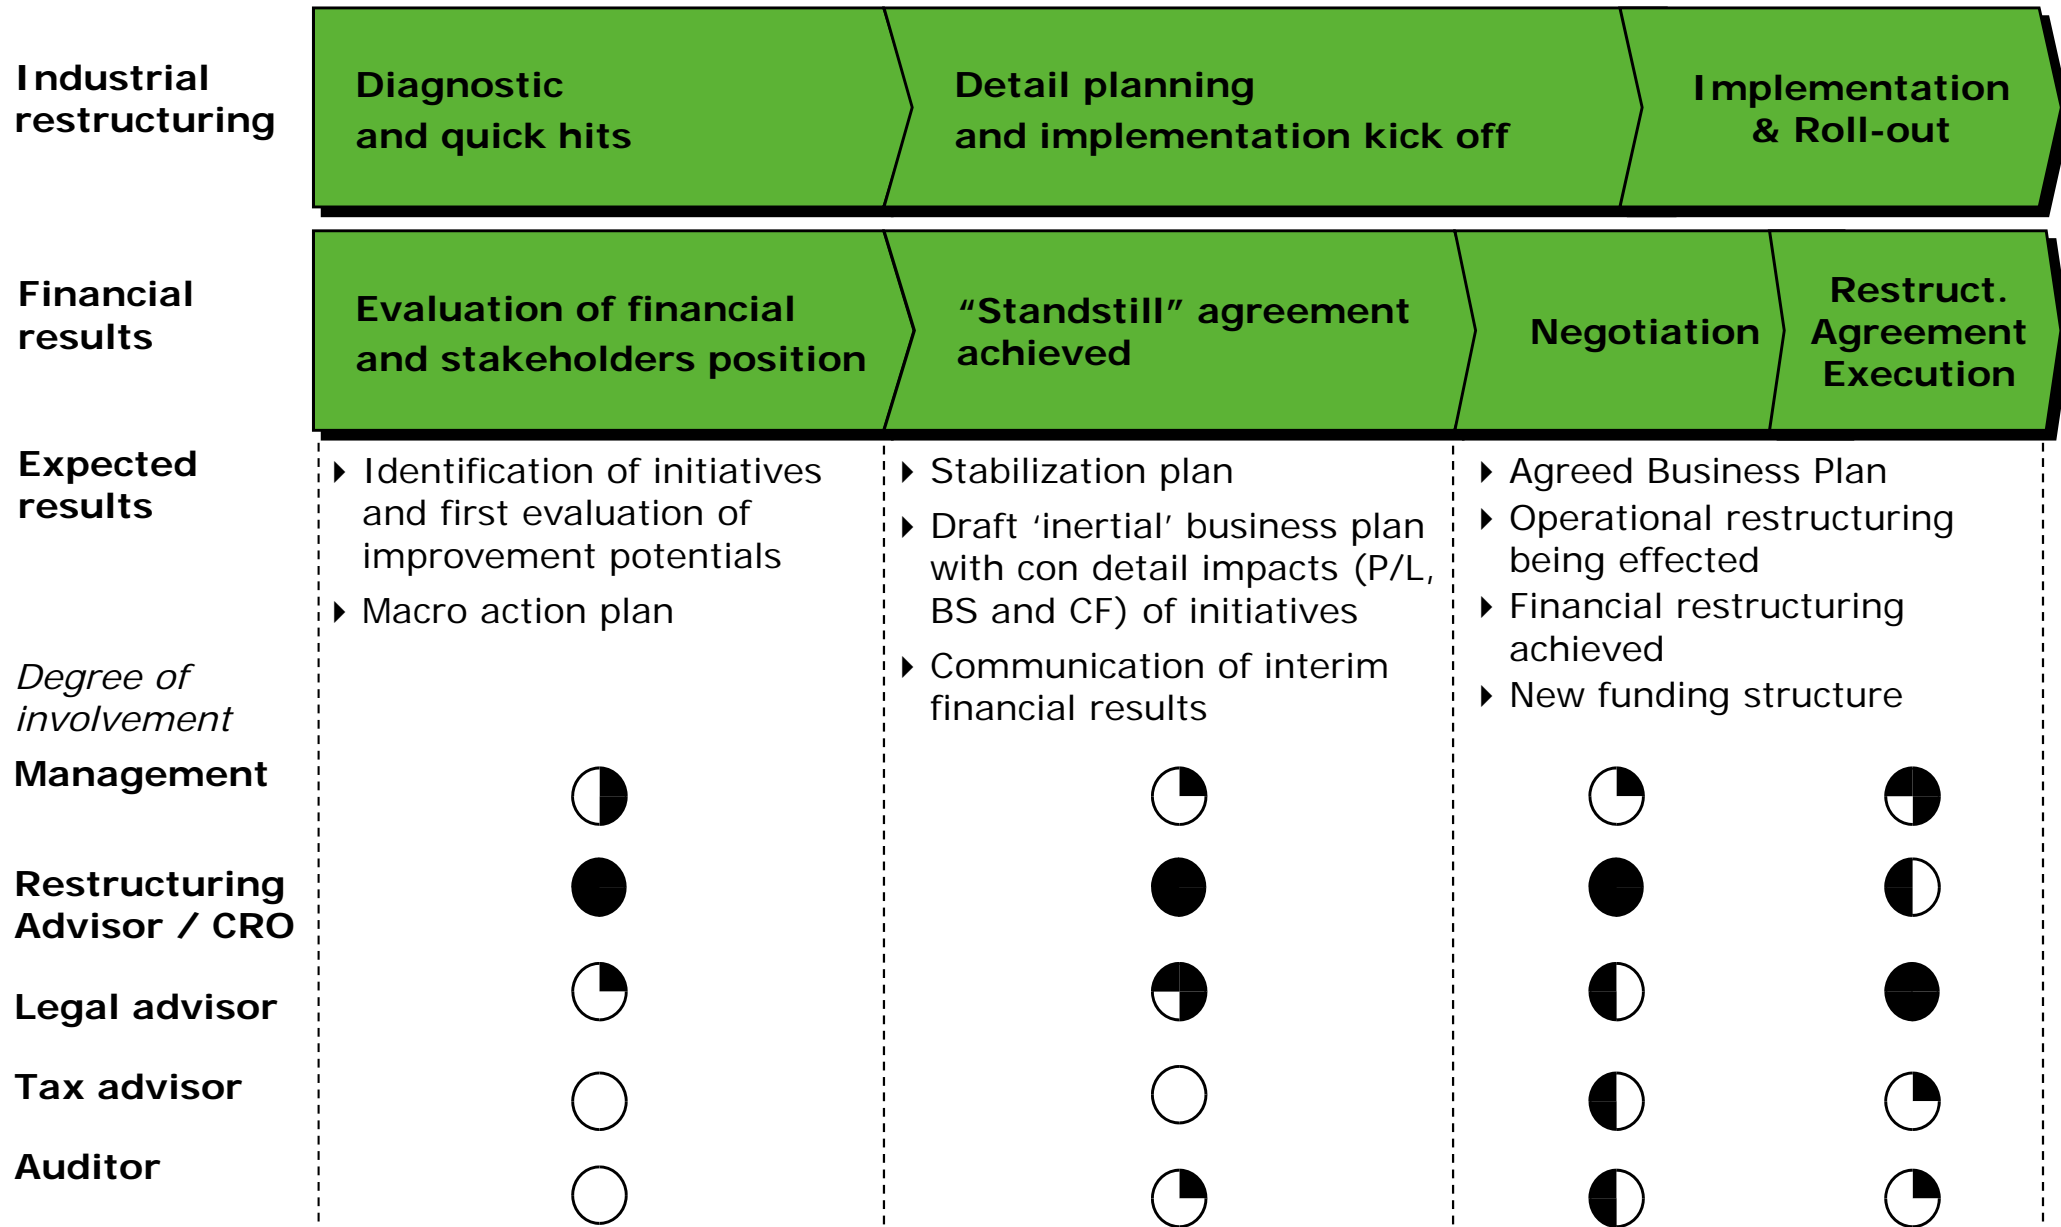 Industrial
restructuring
Diagnostic
and quick hits
Detail planning
and implementation kick off
Implementation
& Roll-out
Financial
results
Evaluation of financial
and stakeholders position
“Standstill” agreement
achieved
Negotiation
Restruct.
Agreement
Execution
Expected
results
Identification of initiatives
and first evaluation of
improvement potentials
Macro action plan
Stabilization plan
Draft ‘inertial’ business plan
with con detail impacts (P/L,
BS and CF) of initiatives
Communication of interim
financial results
Agreed Business Plan
Operational restructuring
being effected
Financial restructuring
achieved
New funding structure
Degree of
involvement
Management
Restructuring
Advisor / CRO
Legal advisor
Tax advisor
Auditor